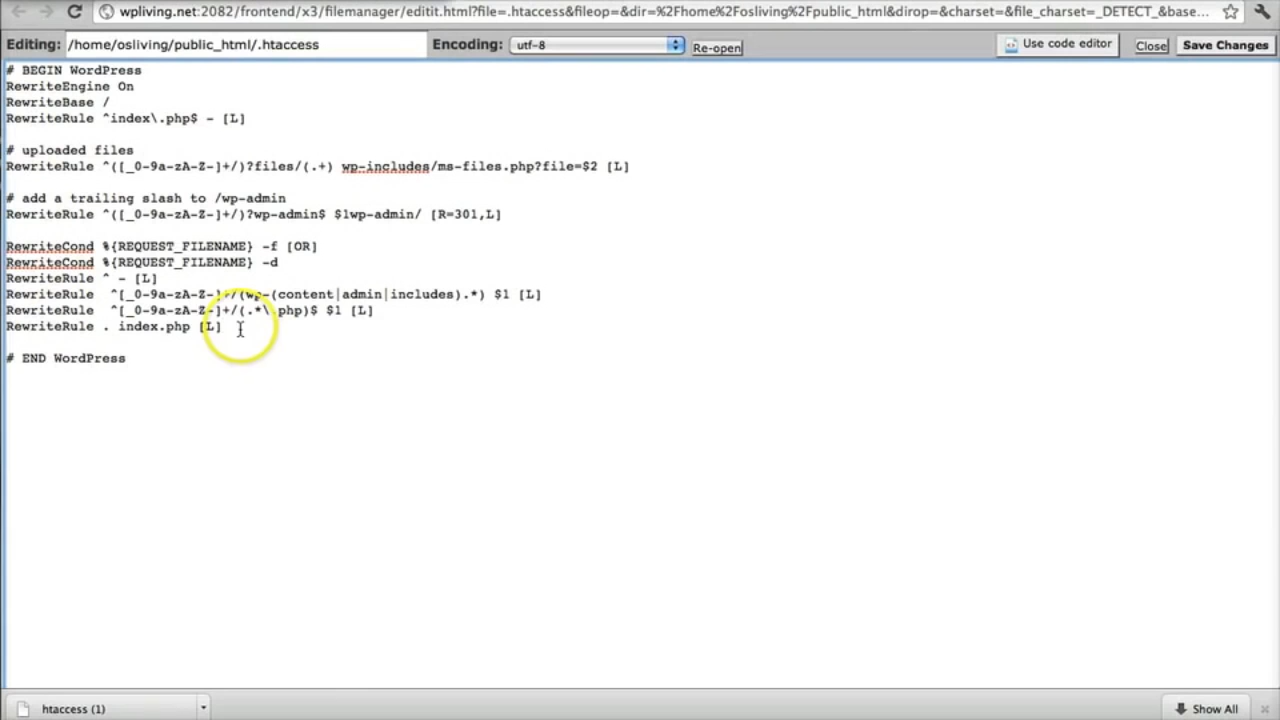 wpliving.net:2082/frontend/x3/filemanager/editit.html?file=.htaccess&fileop=&dir=%2Fhome%2Fosliving%2Fpublic_html&dirop=&charset=&file_charset=_DETECT_&base...
Editing: /home/osliving/public_html/.htaccess Encoding: utf-8 Re-open Use code editor Close Save Changes
# BEGIN WordPress
RewriteEngine On
RewriteBase /
RewriteRule ^index\.php$ - [L]
# uploaded files
RewriteRule ^([_0-9a-zA-Z-]+/)?files/(.+) wp-includes/ms-files.php?file=$2 [L]
# add a trailing slash to /wp-admin
RewriteRule ^([_0-9a-zA-Z-]+/)?wp-admin$ $1wp-admin/ [R=301,L]
RewriteCond %{REQUEST_FILENAME} -f [OR]
RewriteCond %{REQUEST_FILENAME} -d
RewriteRule ^ - [L]
RewriteRule  ^[_0-9a-zA-Z-]+/(wp-(content|admin|includes).*) $1 [L]
RewriteRule  ^[_0-9a-zA-Z-]+/(.*\.php)$ $1 [L]
RewriteRule . index.php [L]
# END WordPress
htaccess (1) Show All